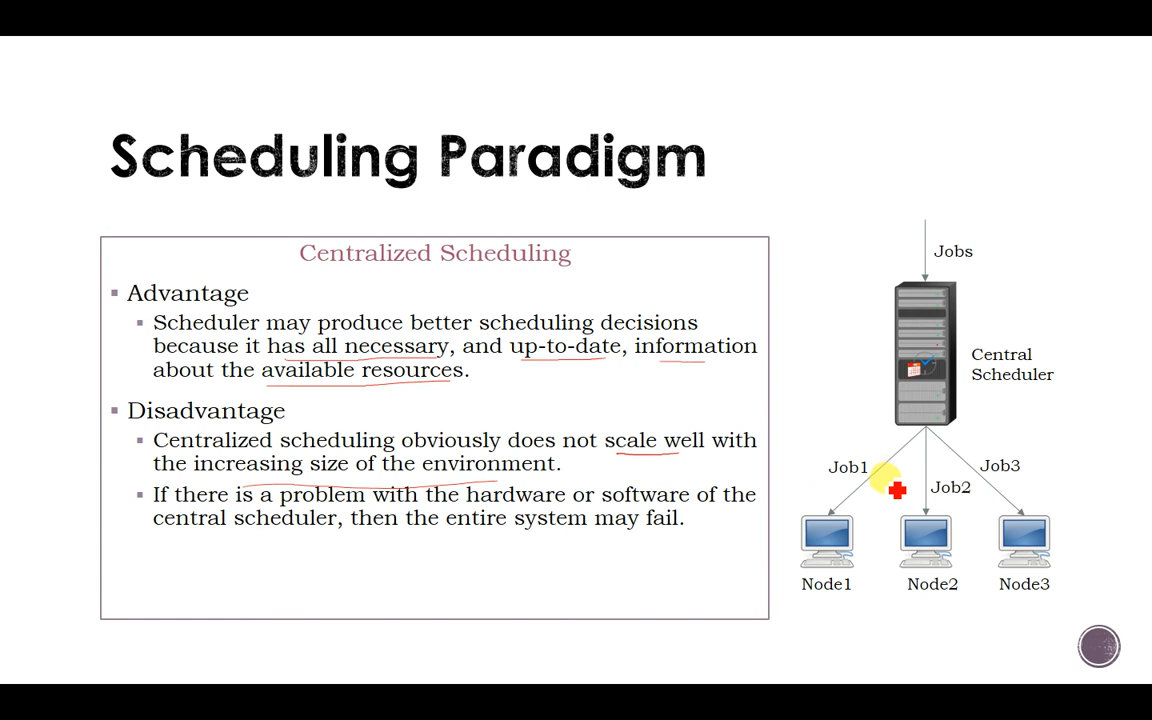 Scheduling Paradigm
Centralized Scheduling
Advantage
Scheduler may produce better scheduling decisions
because it has all necessary, and up-to-date, information
about the available resources.
Disadvantage
Centralized scheduling obviously does not scale well with
the increasing size of the environment.
If there is a problem with the hardware or software of the
central scheduler, then the entire system may fail.
Jobs
Central
Scheduler
Job1
Job2
Job3
Node1
Node2
Node3